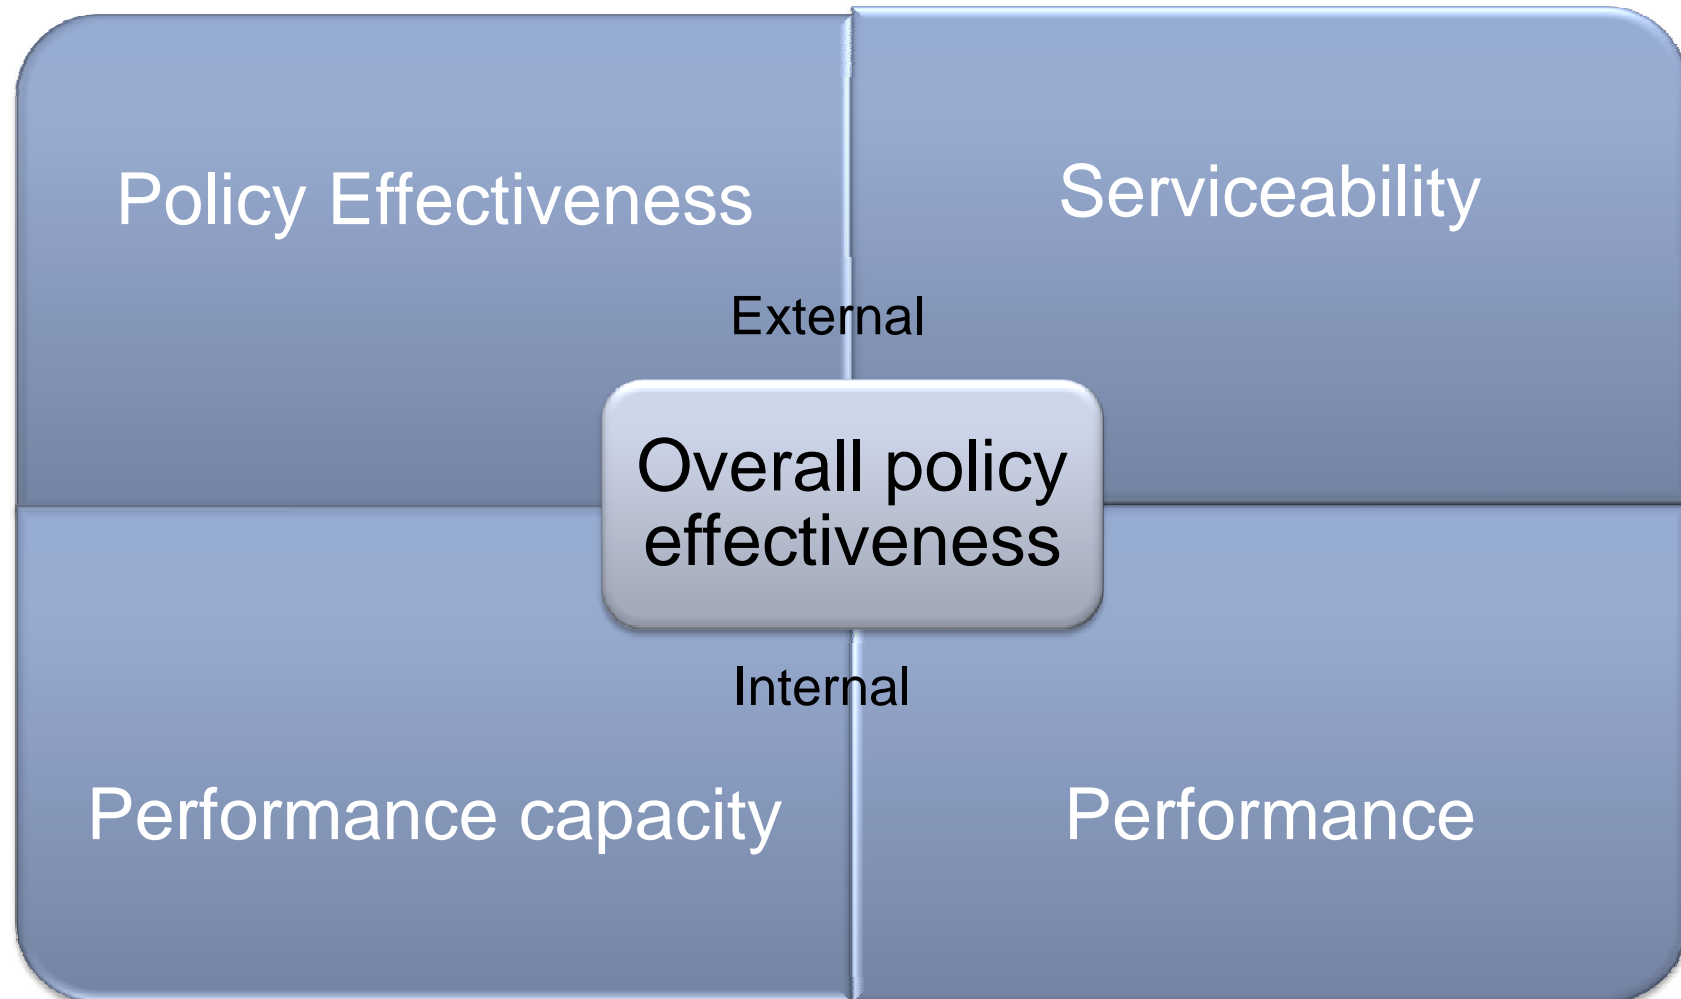 Policy Effectiveness
Serviceability
External
Overall policy
effectiveness
Internal
Performance capacity
Performance